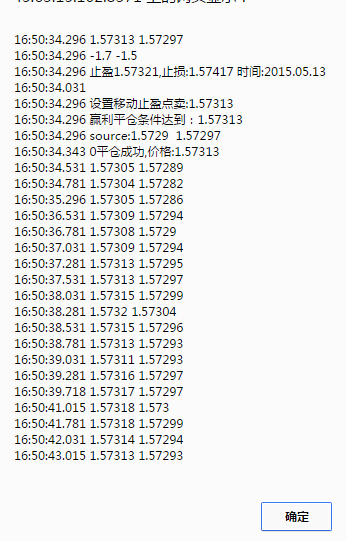 16:50:34.296 1.57313 1.57297
16:50:34.296 -1.7 -1.5
16:50:34.296 止盈1.57321,止损:1.57417 时间:2015.05.13
16:50:34.031
16:50:34.296 设置移动止盈点卖:1.57313
16:50:34.296 赢利平仓条件达到：1.57313
16:50:34.296 source:1.5729  1.57297
16:50:34.343 0平仓成功,价格:1.57313
16:50:34.531 1.57305 1.57289
16:50:34.781 1.57304 1.57282
16:50:35.296 1.57305 1.57286
16:50:36.531 1.57309 1.57294
16:50:36.781 1.57308 1.5729
16:50:37.031 1.57309 1.57294
16:50:37.281 1.57313 1.57295
16:50:37.531 1.57313 1.57297
16:50:38.031 1.57315 1.57299
16:50:38.281 1.5732 1.57304
16:50:38.531 1.57315 1.57296
16:50:38.781 1.57313 1.57293
16:50:39.031 1.57311 1.57293
16:50:39.281 1.57316 1.57297
16:50:39.718 1.57317 1.57297
16:50:41.015 1.57318 1.573
16:50:41.781 1.57318 1.57299
16:50:42.031 1.57314 1.57294
16:50:43.015 1.57313 1.57293
确定